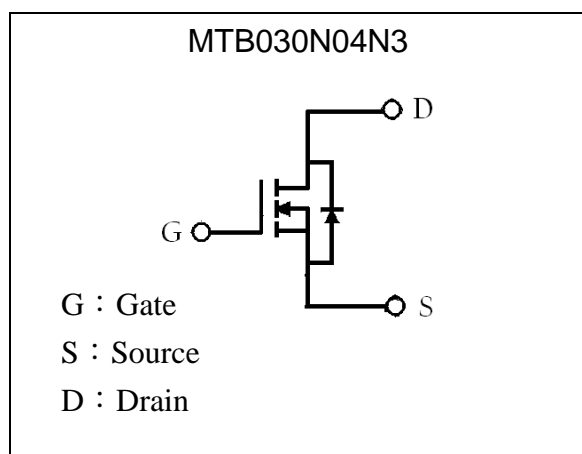 MTB030N04N3
D
G
S
G：Gate
S：Source
D：Drain